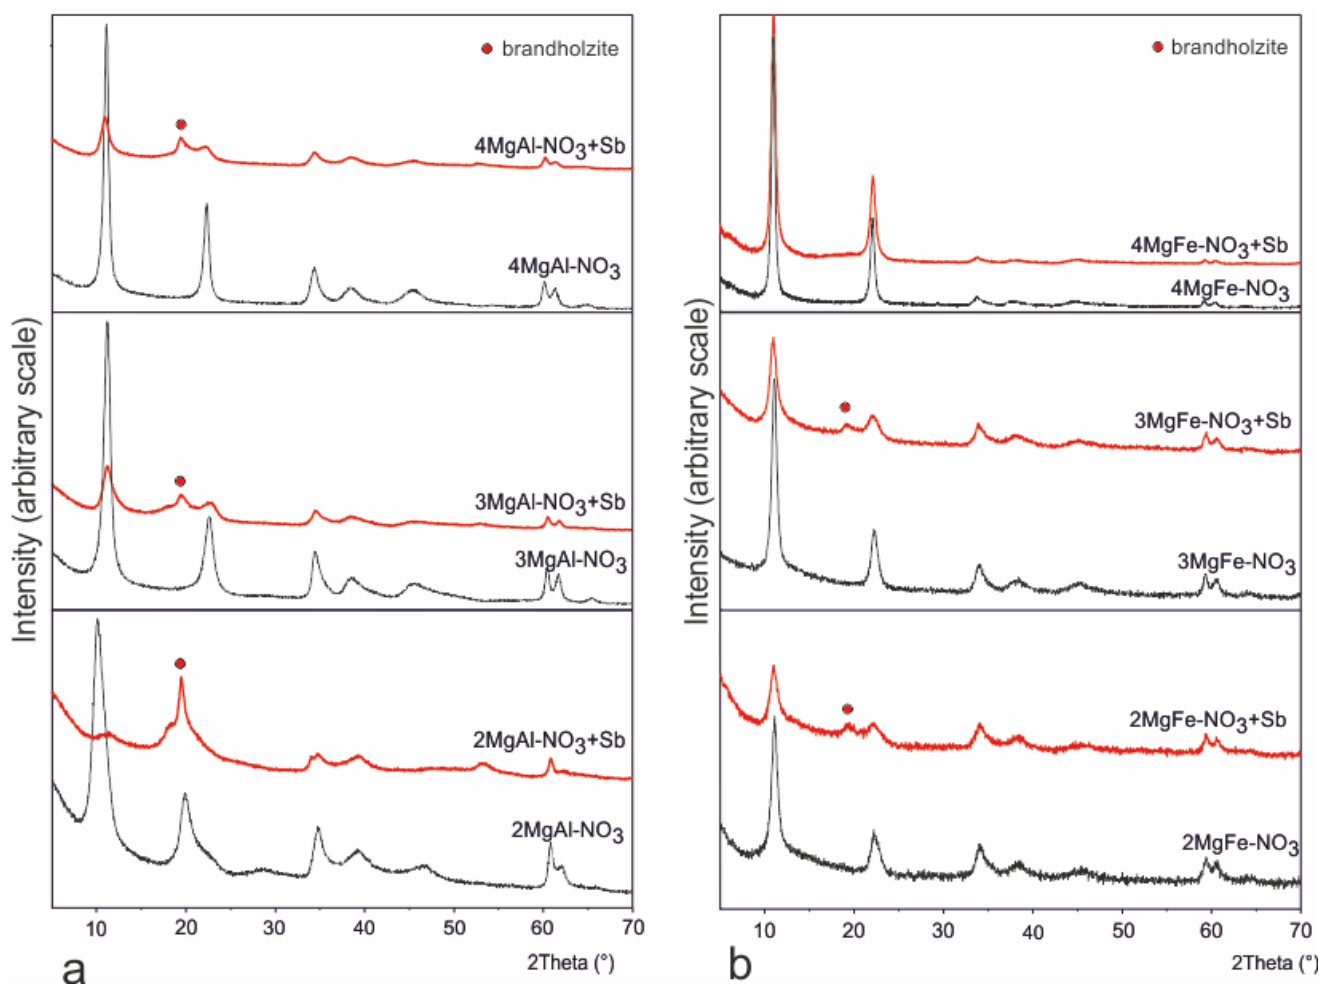 brandholzite
4MgAl-NO3+Sb
4MgAl-NO3
3MgAl-NO3+Sb
3MgAl-NO3
2MgAl-NO3+Sb
2MgAl-NO3
Intensity (arbitrary scale)
10 20 30 40 50 60 70
2Theta (°)
a
brandholzite
4MgFe-NO3+Sb
4MgFe-NO3
3MgFe-NO3+Sb
3MgFe-NO3
2MgFe-NO3+Sb
2MgFe-NO3
Intensity (arbitrary scale)
10 20 30 40 50 60 70
2Theta (°)
b